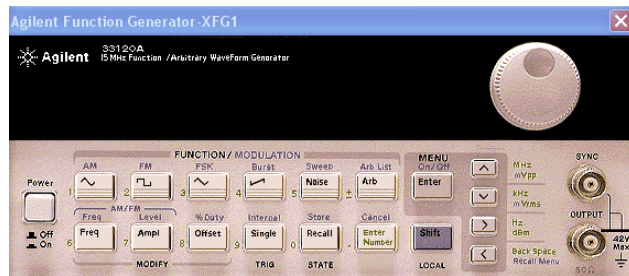 Agilent Function Generator-XFG1
Agilent 33120A
15 MHz Function / Arbitrary Waveform Generator
FUNCTION / MODULATION
AM FM FSK Burst Sweep Arb List
1 2 3 4 5 Noise ± Arb
MENU
On/Off
Enter
MHz
mVpp
kHz
mVrms
Hz
dBm
Back Space
Recall Menu
SYNC
OUTPUT
42V
Max
50Ω
Power
Off
On
AM/FM
Freq Level % Duty Internal Store Cancel
6 Freq 7 Ampl 8 Offset 9 Single 0 Recall . Enter Number Shift
MODIFY TRIG STATE LOCAL